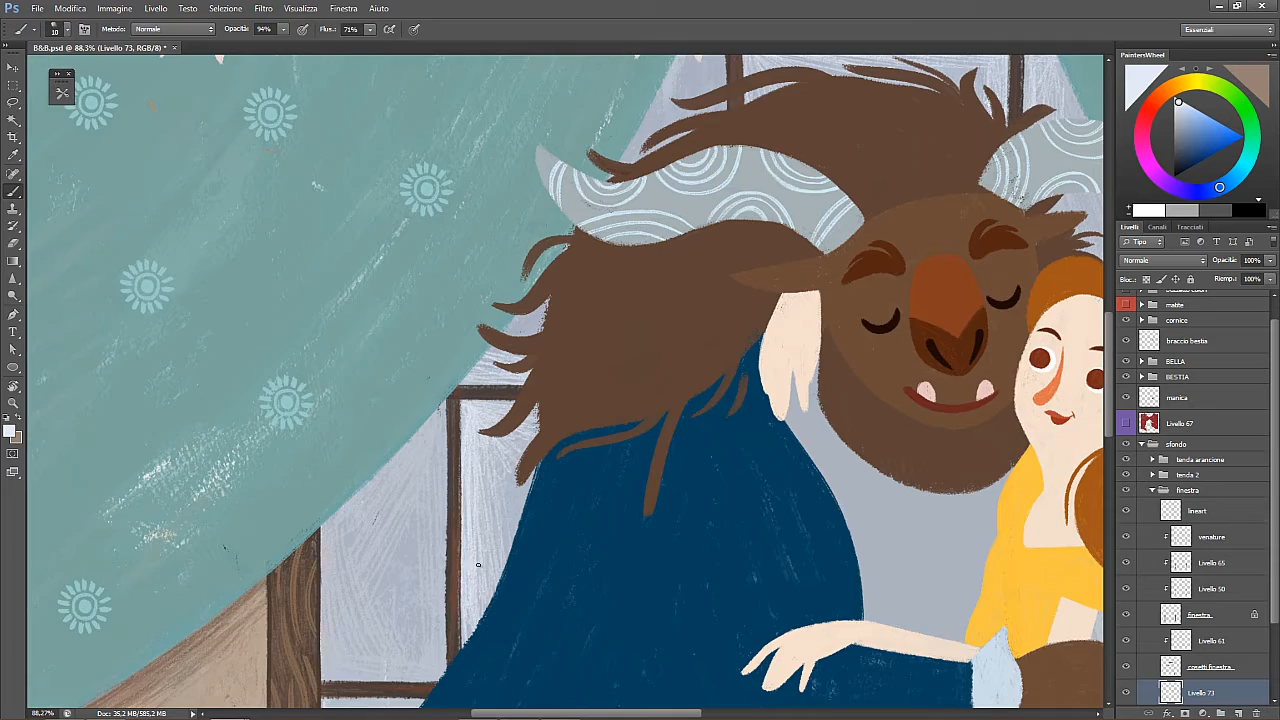 Ps File Modifica Immagine Livello Testo Selezione Filtro Visualizza Finestra Aiuto
10 Metodo: Normale Opacità: 94% Flus.: 71% Essenziali
B&B.psd @ 88.3% (Livello 73, RGB/8) *
PaintersWheel
Livelli Canali Tracciati
Tipo
Normale Opacità: 100%
Bloc.: Riemp.: 100%
matite
cornice
braccio bestia
BELLA
BESTIA
manica
Livello 67
sfondo
tenda arancione
tenda 2
finestra
lineart
venature
Livello 65
Livello 50
finestra
Livello 61
Livello 73
88,27% Doc: 35,2 MB/585,2 MB